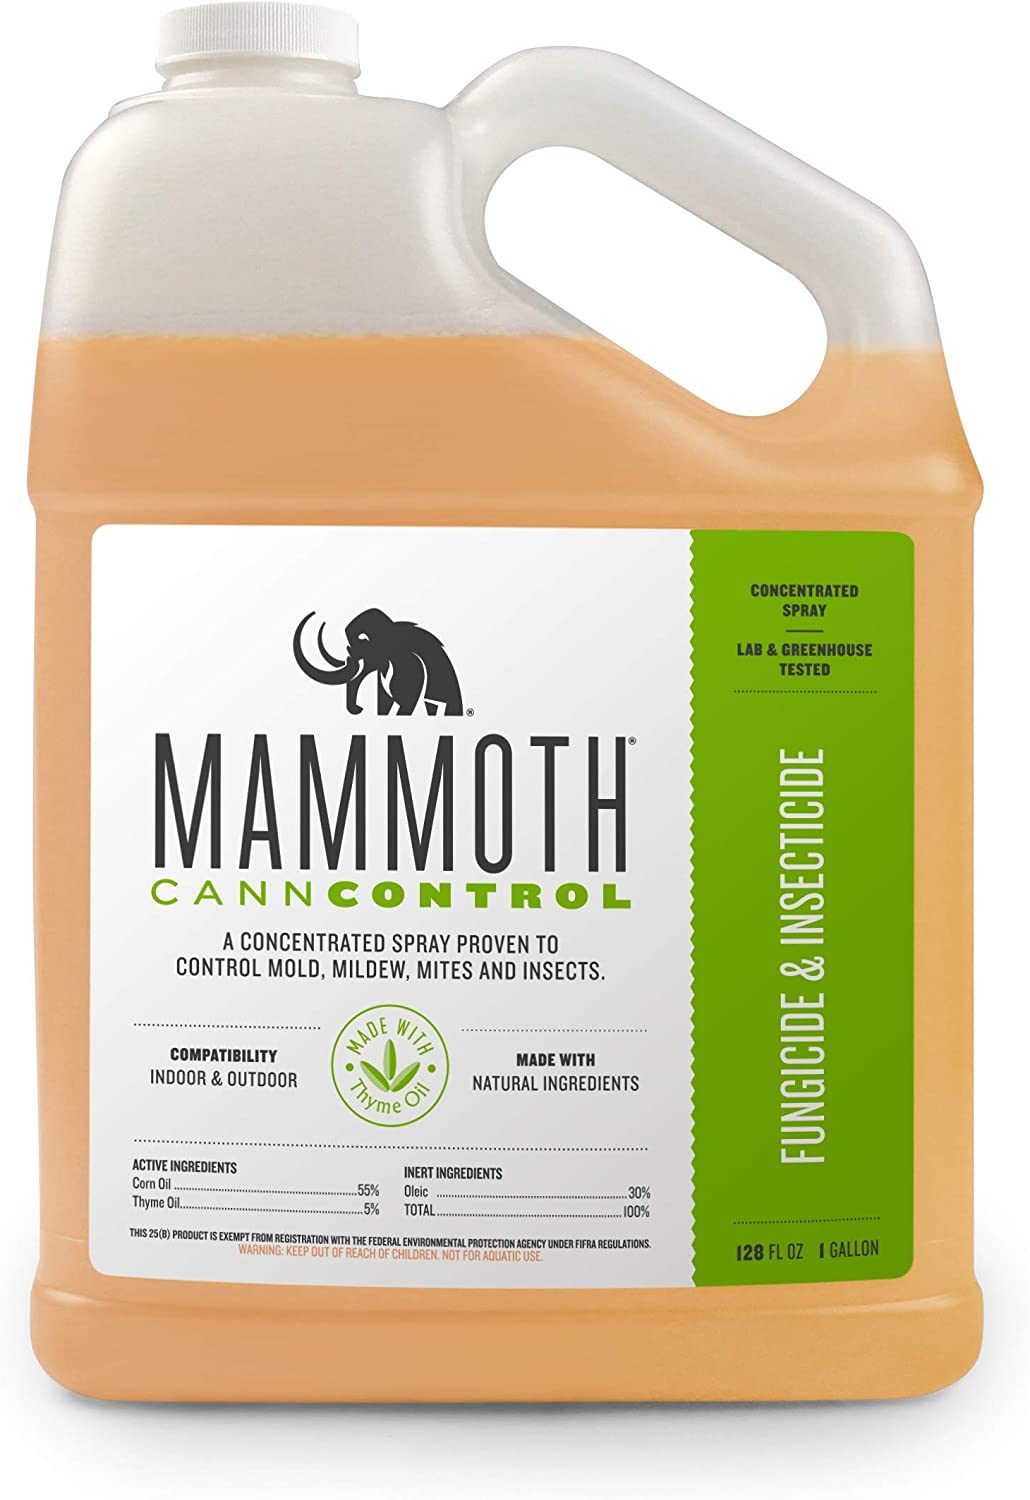 MAMMOTH®
CANNCONTROL
A CONCENTRATED SPRAY PROVEN TO
CONTROL MOLD, MILDEW, MITES AND INSECTS.
COMPATIBILITY
INDOOR & OUTDOOR
MADE WITH
Thyme Oil
MADE WITH
NATURAL INGREDIENTS
ACTIVE INGREDIENTS
Corn Oil ........ 55%
Thyme Oil ........ 5%
INERT INGREDIENTS
Oleic ........ 30%
TOTAL ........ 100%
THIS 25(B) PRODUCT IS EXEMPT FROM REGISTRATION WITH THE FEDERAL ENVIRONMENTAL PROTECTION AGENCY UNDER FIFRA REGULATIONS.
WARNING: KEEP OUT OF REACH OF CHILDREN. NOT FOR AQUATIC USE.
CONCENTRATED
SPRAY
LAB & GREENHOUSE
TESTED
FUNGICIDE & INSECTICIDE
128 FL OZ 1 GALLON